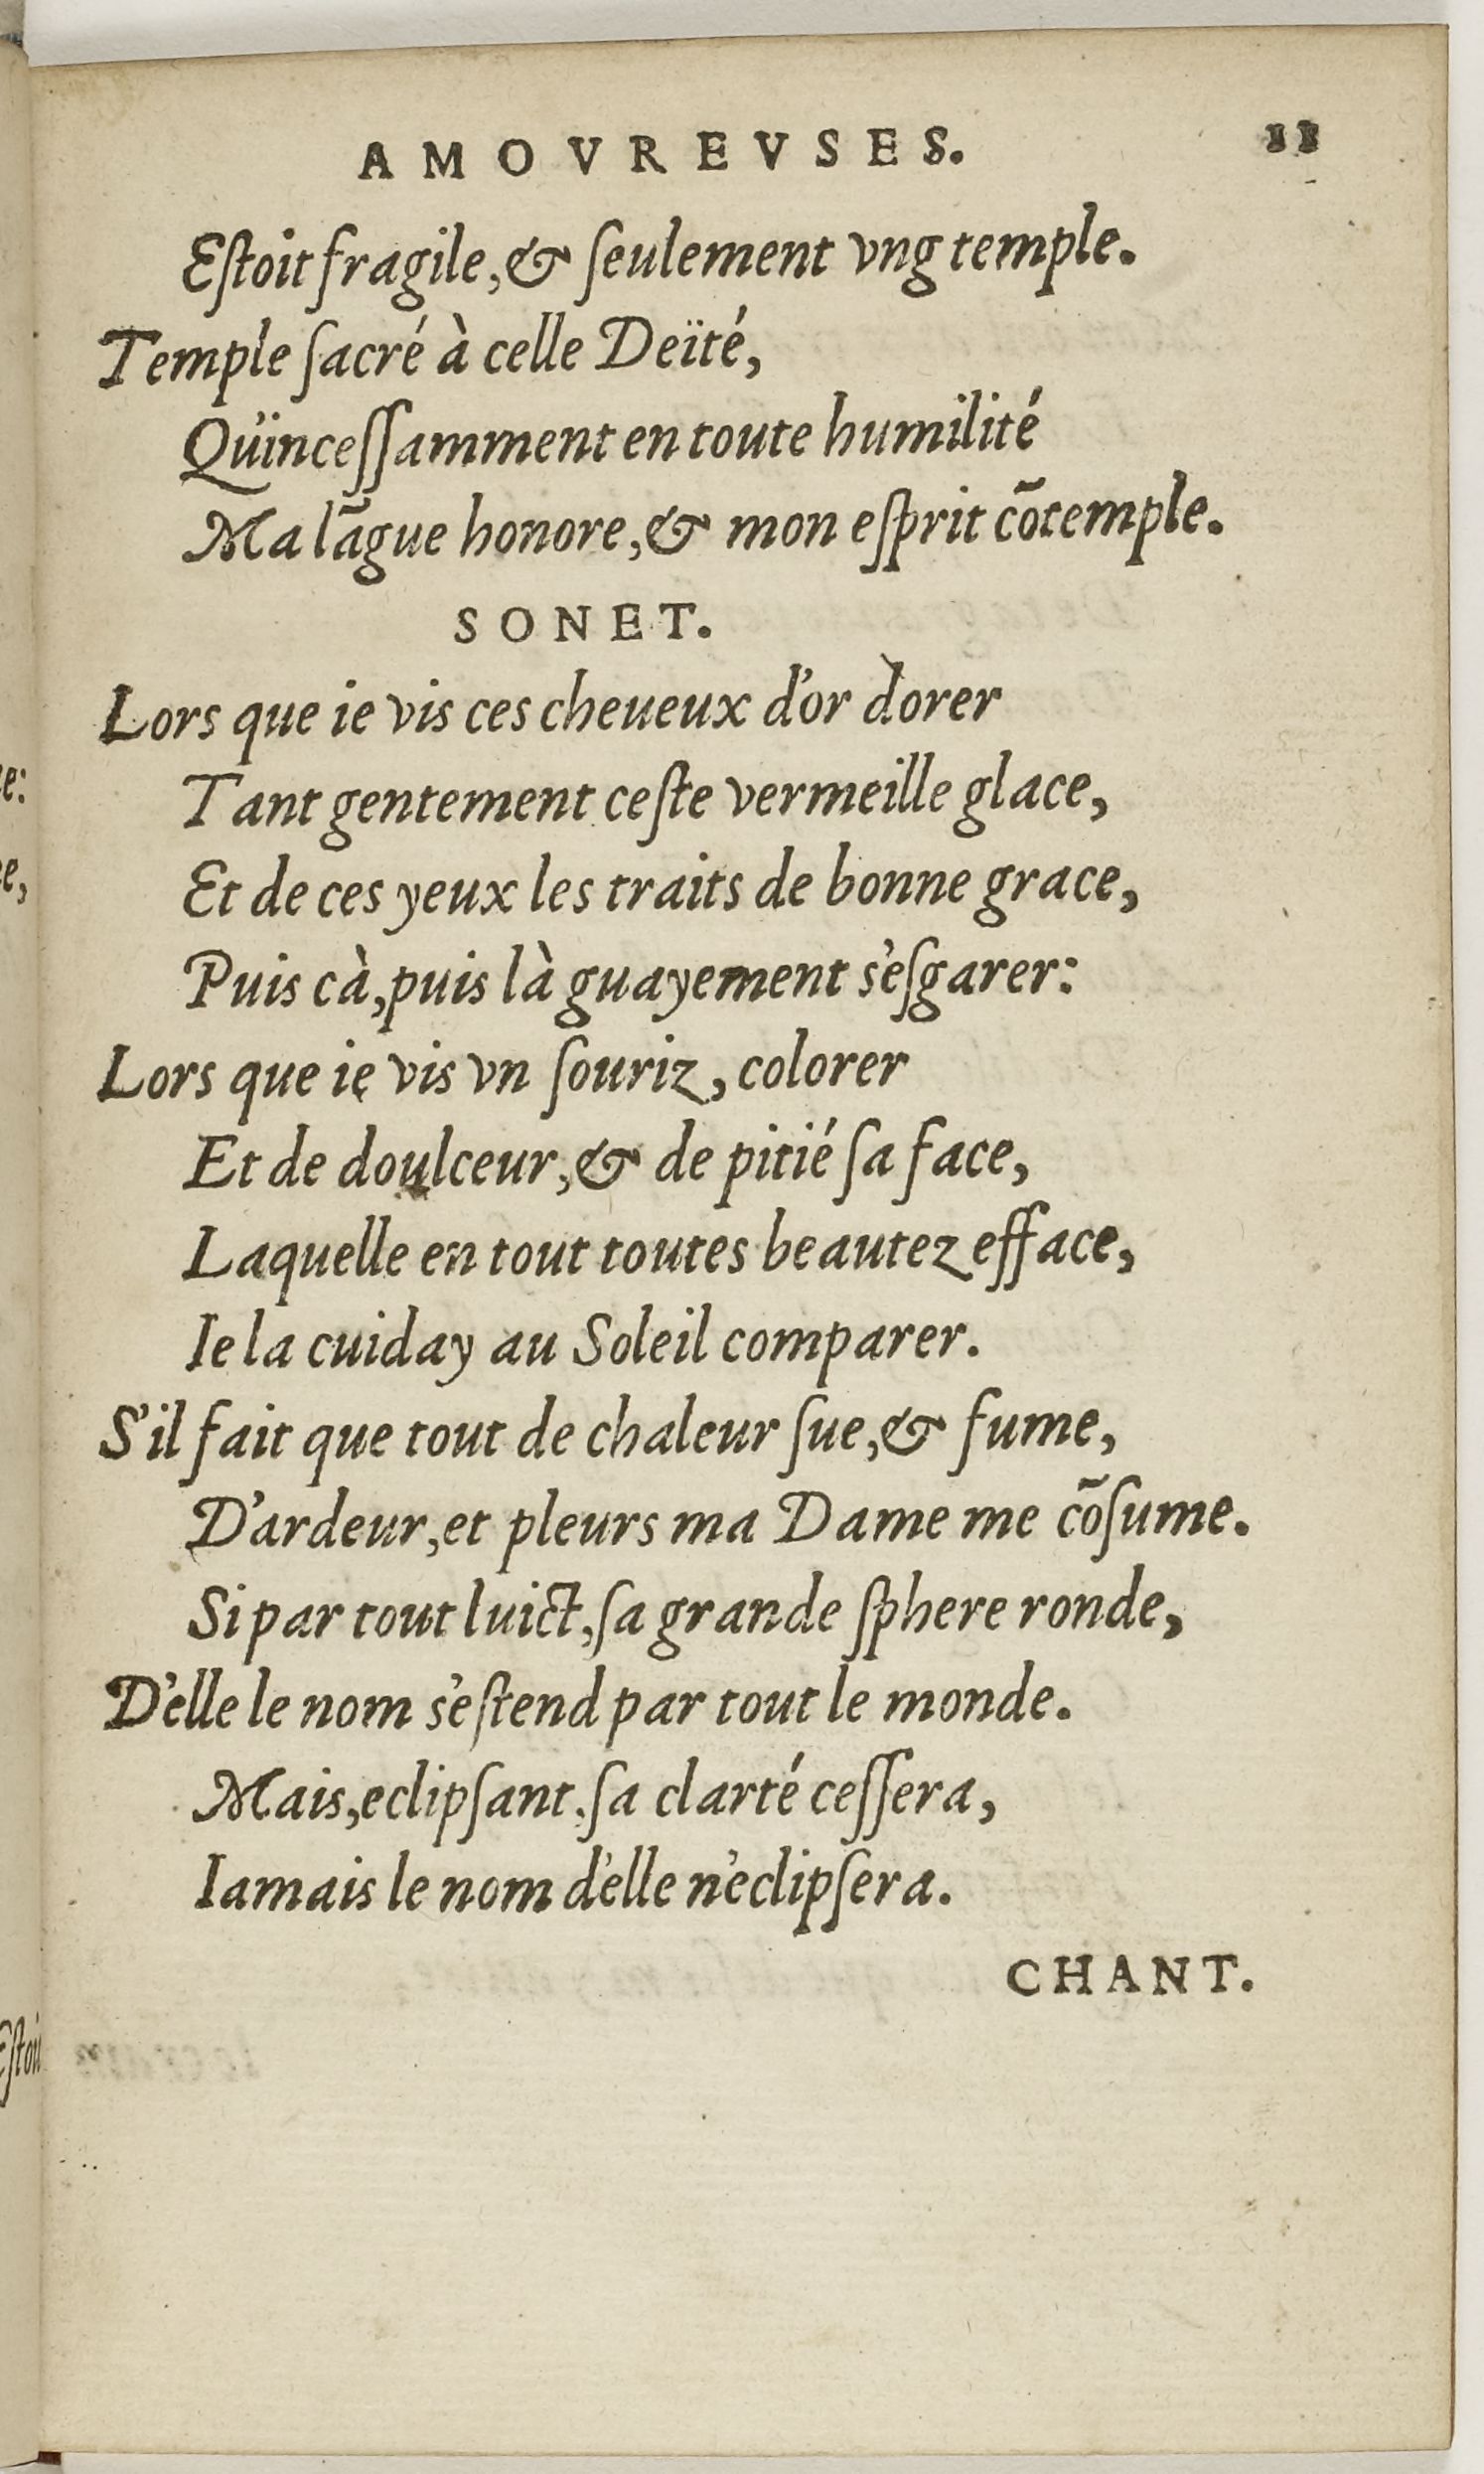 AMOVREVSES. 11
Eſtoit fragile, & ſeulement vng temple.
Temple ſacré à celle Deïté,
Qu'inceſſamment en toute humilité
Ma lāgue honore, & mon eſprit cōtemple.
SONET.
Lors que ie vis ces cheueux d'or dorer
Tant gentement ceſte vermeille glace,
Et de ces yeux les traits de bonne grace,
Puis cà, puis là guayement s'eſgarer:
Lors que ie vis vn ſouriz, colorer
Et de doulceur, & de pitié ſa face,
Laquelle en tout toutes beautez efface,
Ie la cuiday au Soleil comparer.
S'il fait que tout de chaleur ſue, & fume,
D'ardeur, et pleurs ma Dame me cōſume.
Si par tout luict, ſa grande ſphere ronde,
D'elle le nom s'eſtend par tout le monde.
Mais, eclipſant, ſa clarté ceſſera,
Iamais le nom d'elle n'eclipſera.
CHANT.